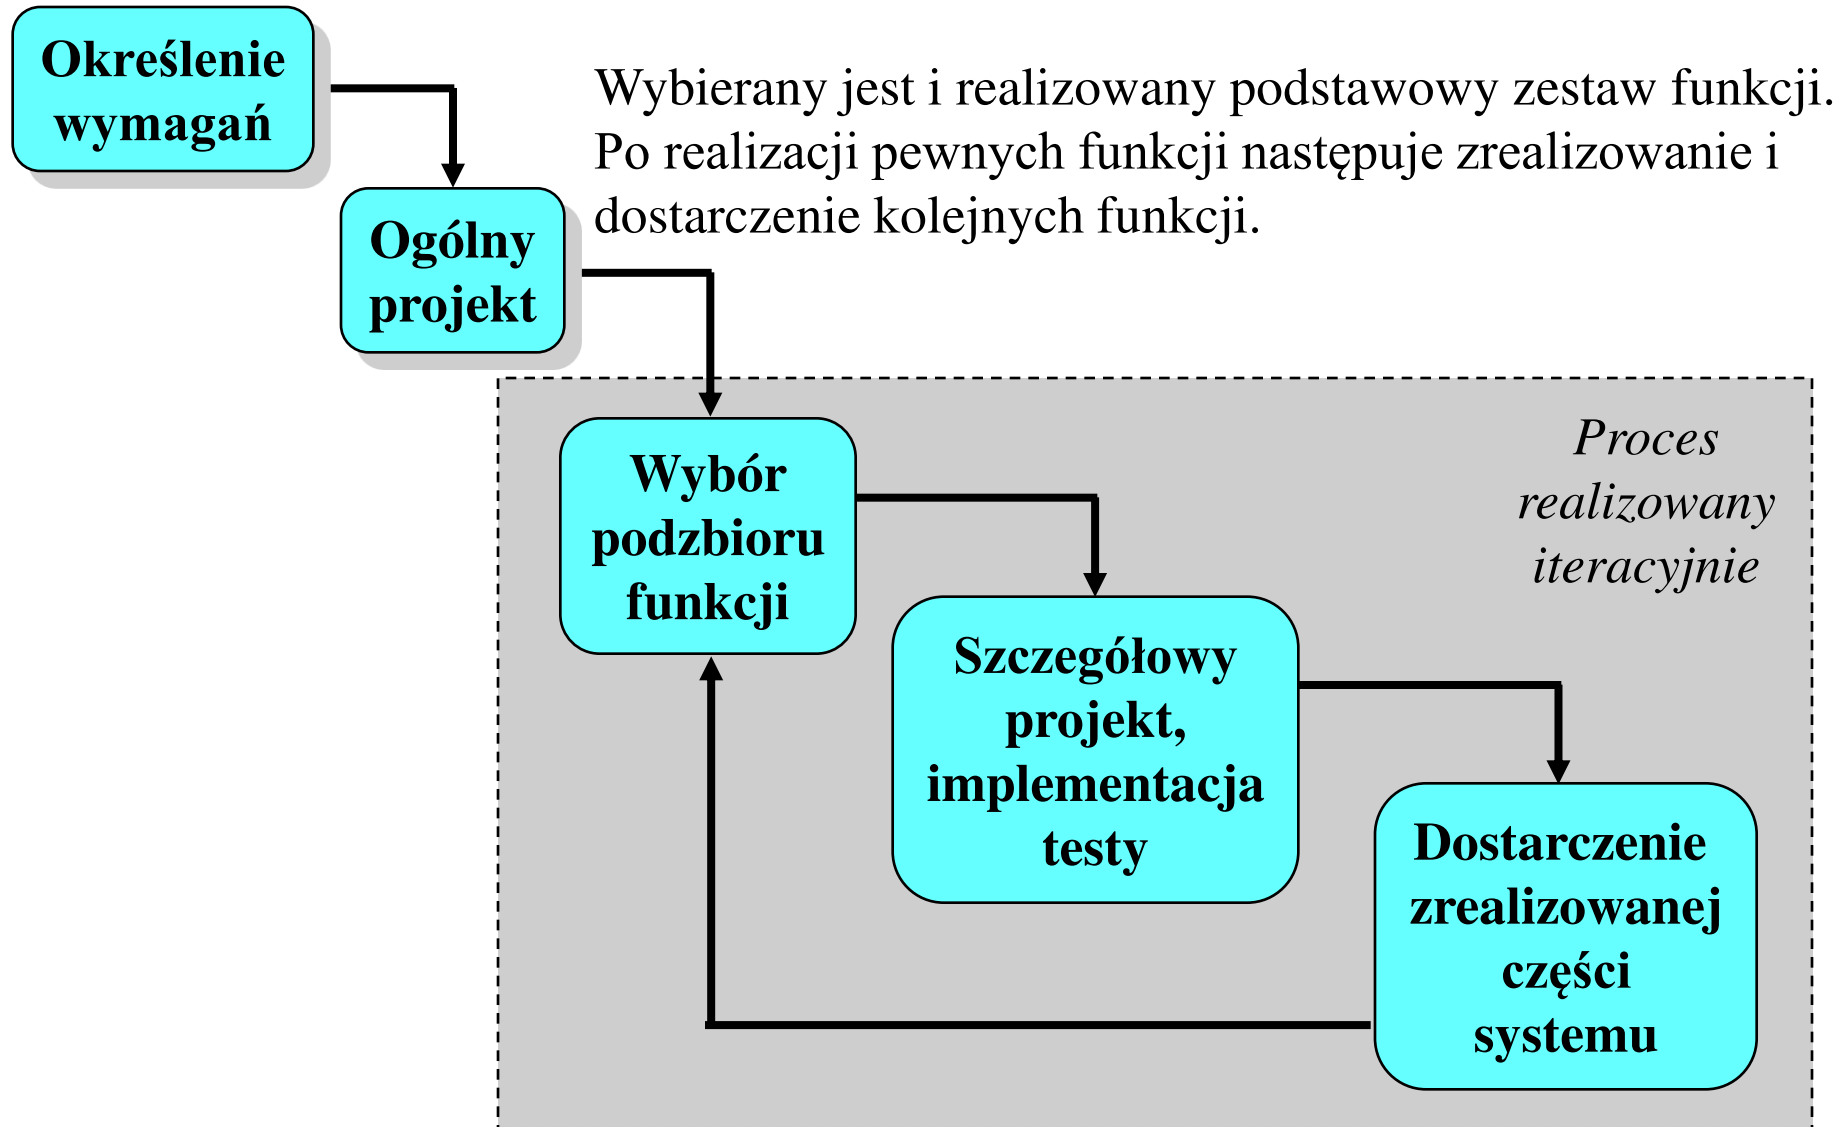 Określenie
wymagań
Wybierany jest i realizowany podstawowy zestaw funkcji.
Po realizacji pewnych funkcji następuje zrealizowanie i
dostarczenie kolejnych funkcji.
Ogólny
projekt
Proces
realizowany
iteracyjnie
Wybór
podzbioru
funkcji
Szczegółowy
projekt,
implementacja
testy
Dostarczenie
zrealizowanej
części
systemu